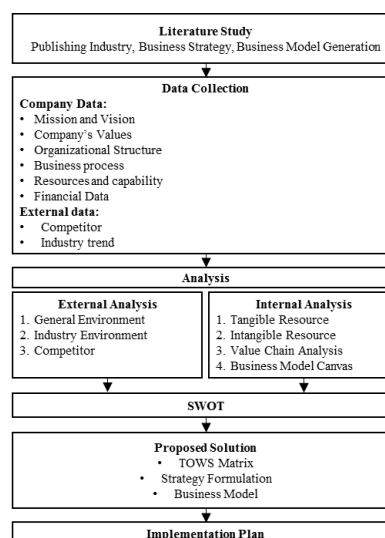 Literature Study
Publishing Industry, Business Strategy, Business Model Generation
Data Collection
Company Data:
• Mission and Vision
• Company's Values
• Organizational Structure
• Business process
• Resources and capability
• Financial Data
External data:
• Competitor
• Industry trend
Analysis
External Analysis
1. General Environment
2. Industry Environment
3. Competitor
Internal Analysis
1. Tangible Resource
2. Intangible Resource
3. Value Chain Analysis
4. Business Model Canvas
SWOT
Proposed Solution
• TOWS Matrix
• Strategy Formulation
• Business Model
Implementation Plan